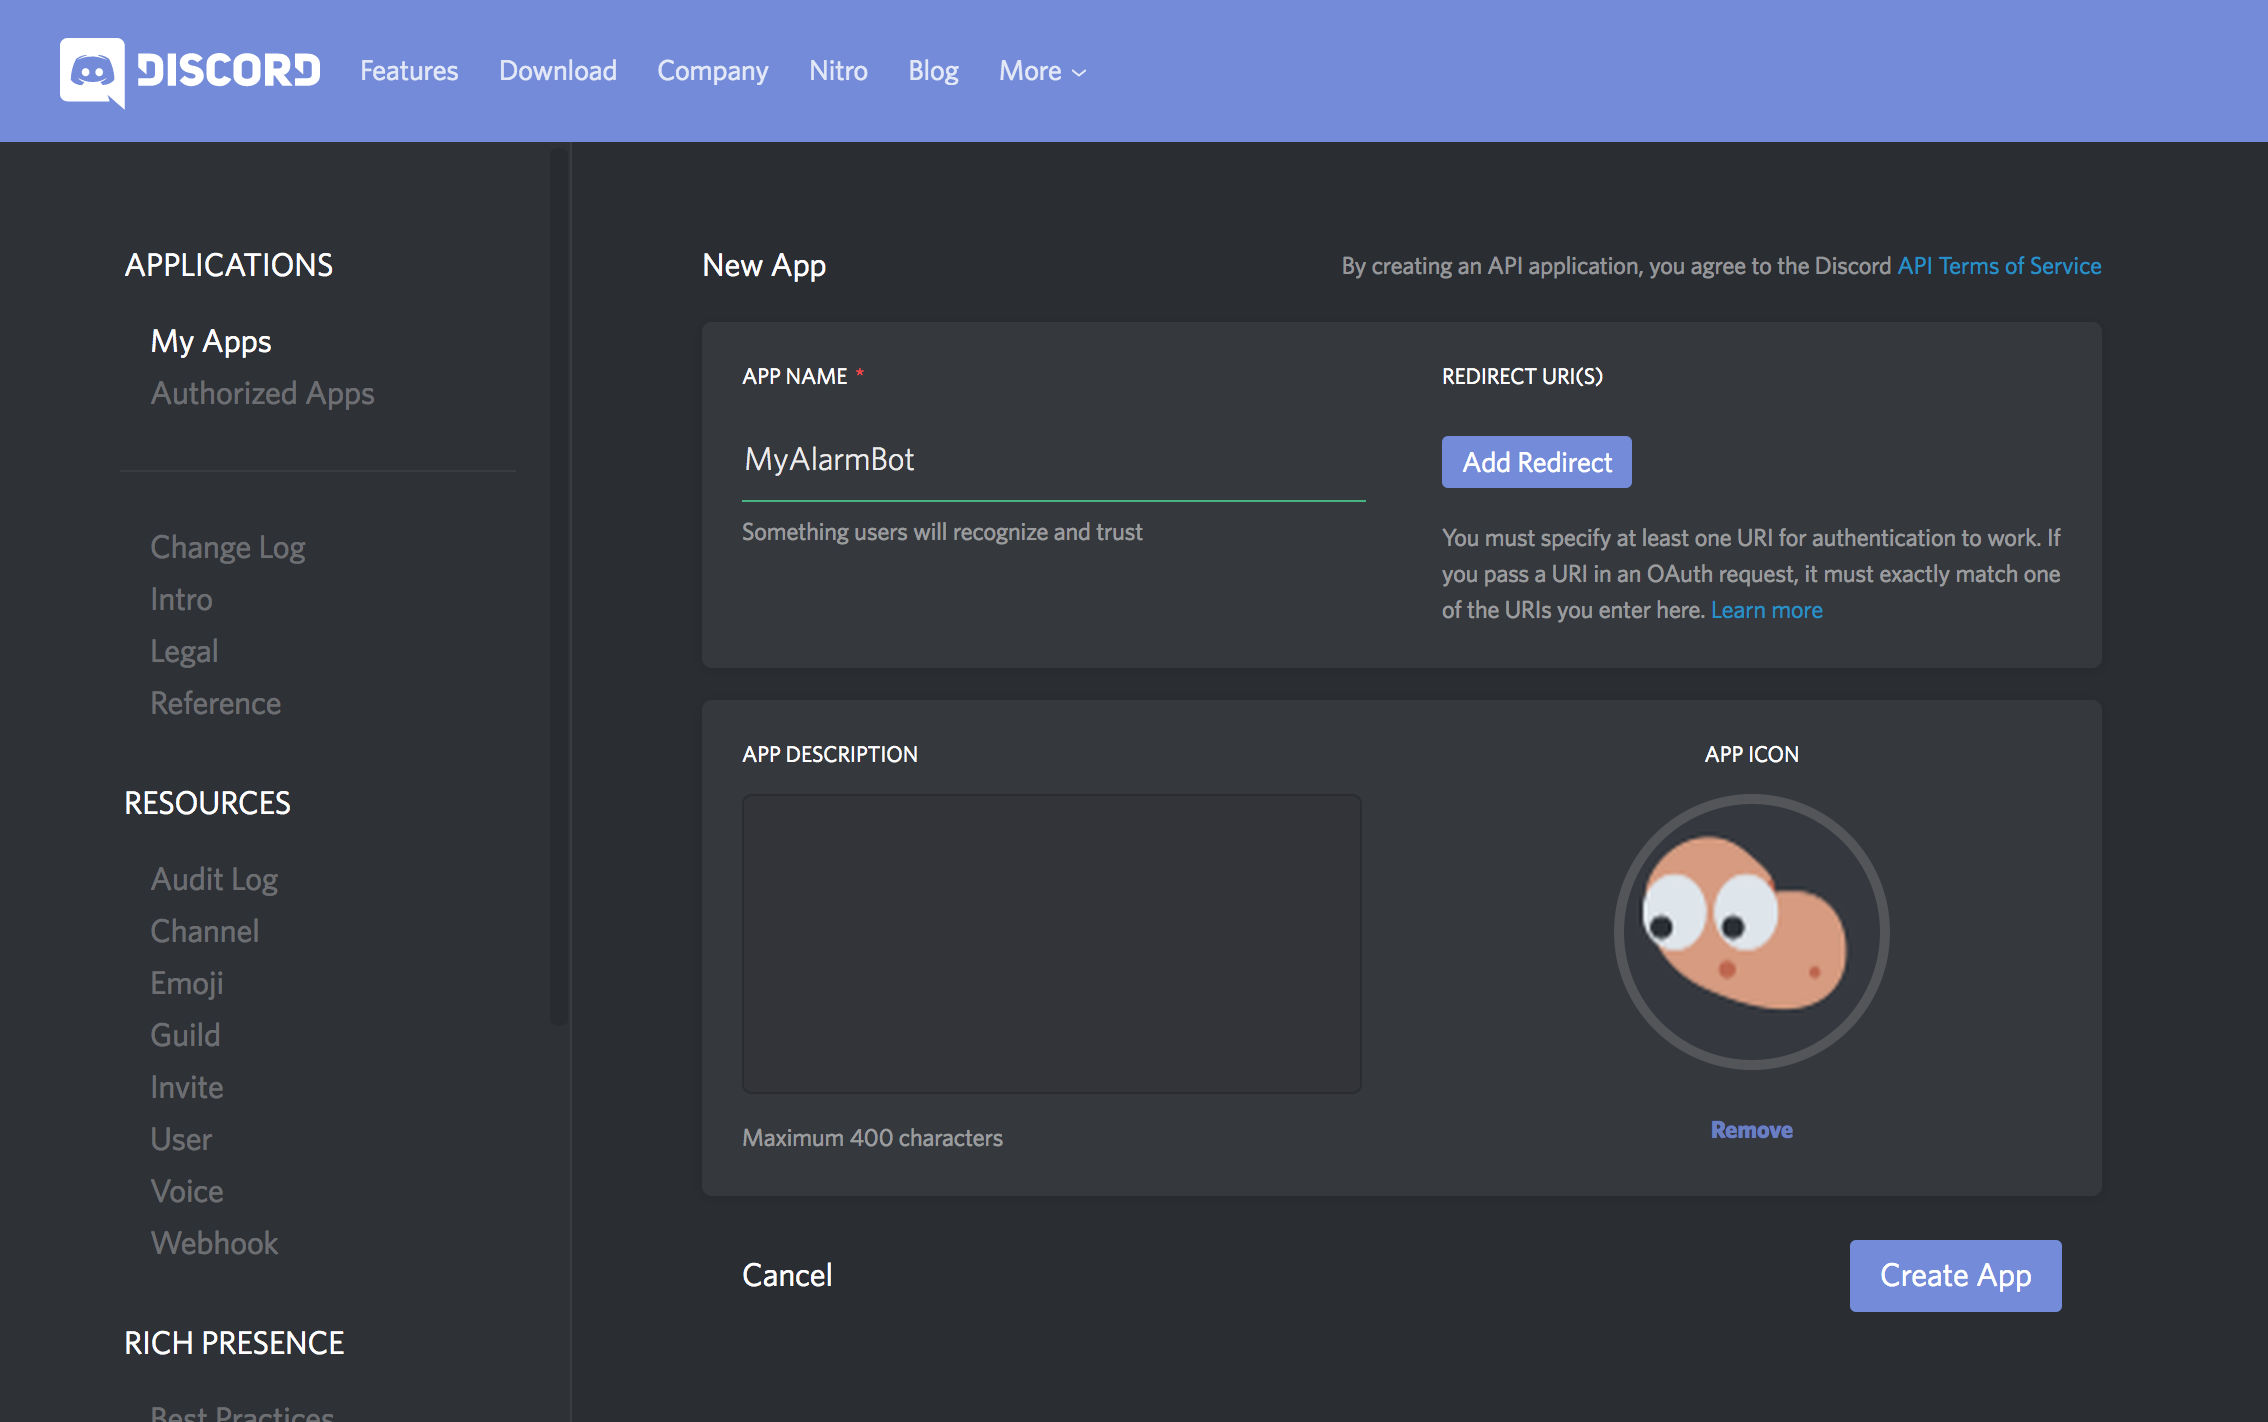 DISCORD Features Download Company Nitro Blog More
APPLICATIONS
My Apps
Authorized Apps
Change Log
Intro
Legal
Reference
RESOURCES
Audit Log
Channel
Emoji
Guild
Invite
User
Voice
Webhook
RICH PRESENCE
Best Practices
New App
By creating an API application, you agree to the Discord API Terms of Service
APP NAME *
MyAlarmBot
Something users will recognize and trust
REDIRECT URI(S)
Add Redirect
You must specify at least one URI for authentication to work. If
you pass a URI in an OAuth request, it must exactly match one
of the URIs you enter here. Learn more
APP DESCRIPTION
Maximum 400 characters
APP ICON
Remove
Cancel
Create App